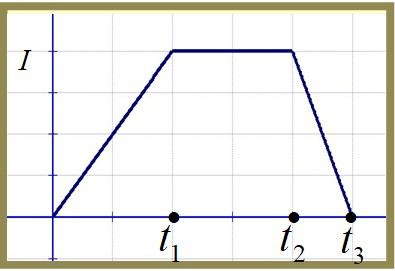 I
t₁ t₂ t₃